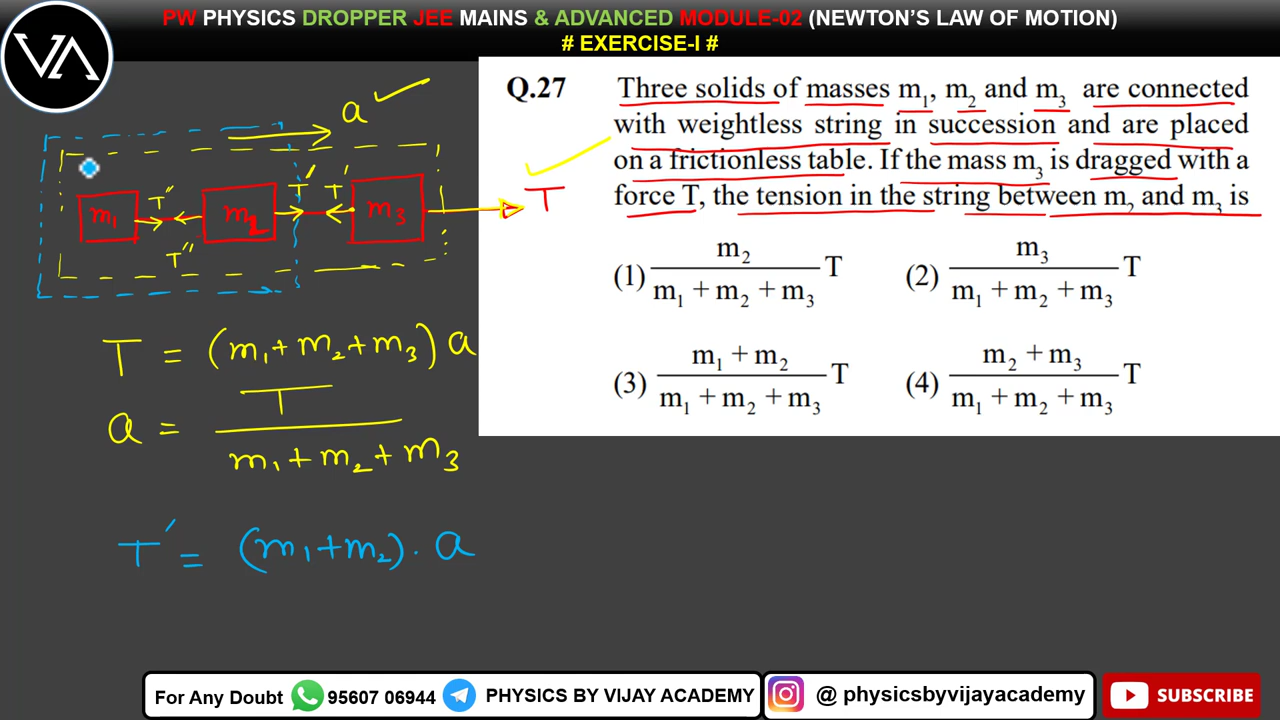 PW PHYSICS DROPPER JEE MAINS & ADVANCED MODULE-02 (NEWTON'S LAW OF MOTION)
# EXERCISE-I #
VA
Q.27 Three solids of masses m₁, m₂ and m₃ are connected
with weightless string in succession and are placed
on a frictionless table. If the mass m₃ is dragged with a
force T, the tension in the string between m₂ and m₃ is
(1) m₂ / (m₁ + m₂ + m₃) T
(2) m₃ / (m₁ + m₂ + m₃) T
(3) (m₁ + m₂) / (m₁ + m₂ + m₃) T
(4) (m₂ + m₃) / (m₁ + m₂ + m₃) T
a
T" T' T'
m₁ m₂ m₃ T
T"
T = (m₁ + m₂ + m₃) a
a = T / (m₁ + m₂ + m₃)
T' = (m₁ + m₂) . a
For Any Doubt 95607 06944 PHYSICS BY VIJAY ACADEMY @ physicsbyvijayacademy SUBSCRIBE